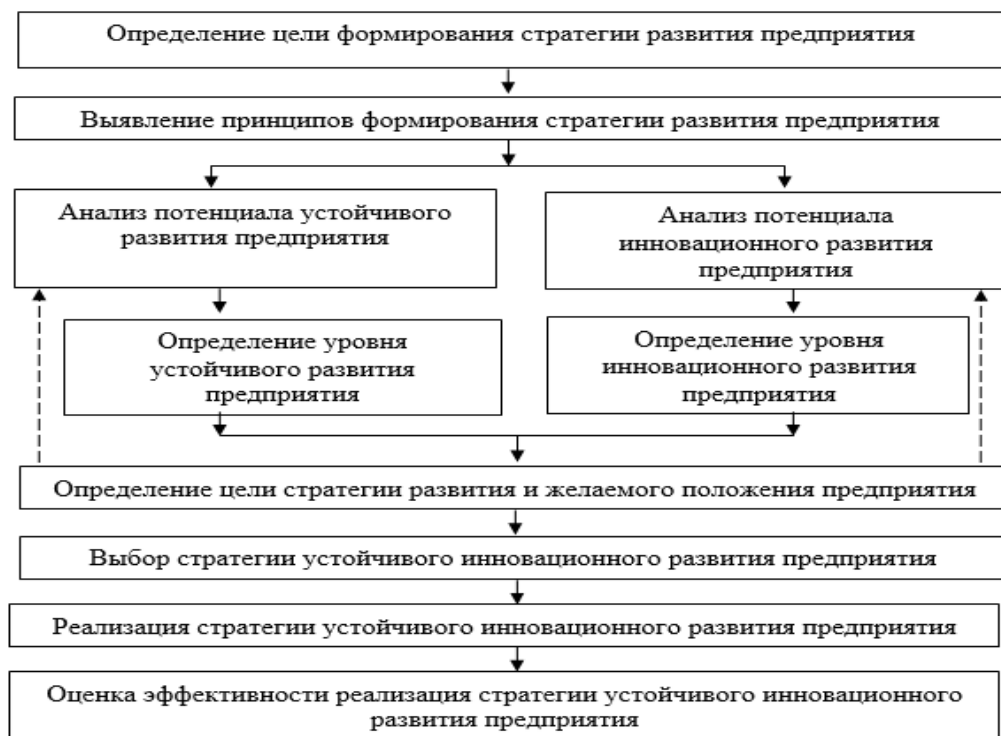 Определение цели формирования стратегии развития предприятия
Выявление принципов формирования стратегии развития предприятия
Анализ потенциала устойчивого
развития предприятия
Анализ потенциала
инновационного развития
предприятия
Определение уровня
устойчивого развития
предприятия
Определение уровня
инновационного развития
предприятия
Определение цели стратегии развития и желаемого положения предприятия
Выбор стратегии устойчивого инновационного развития предприятия
Реализация стратегии устойчивого инновационного развития предприятия
Оценка эффективности реализация стратегии устойчивого инновационного
развития предприятия